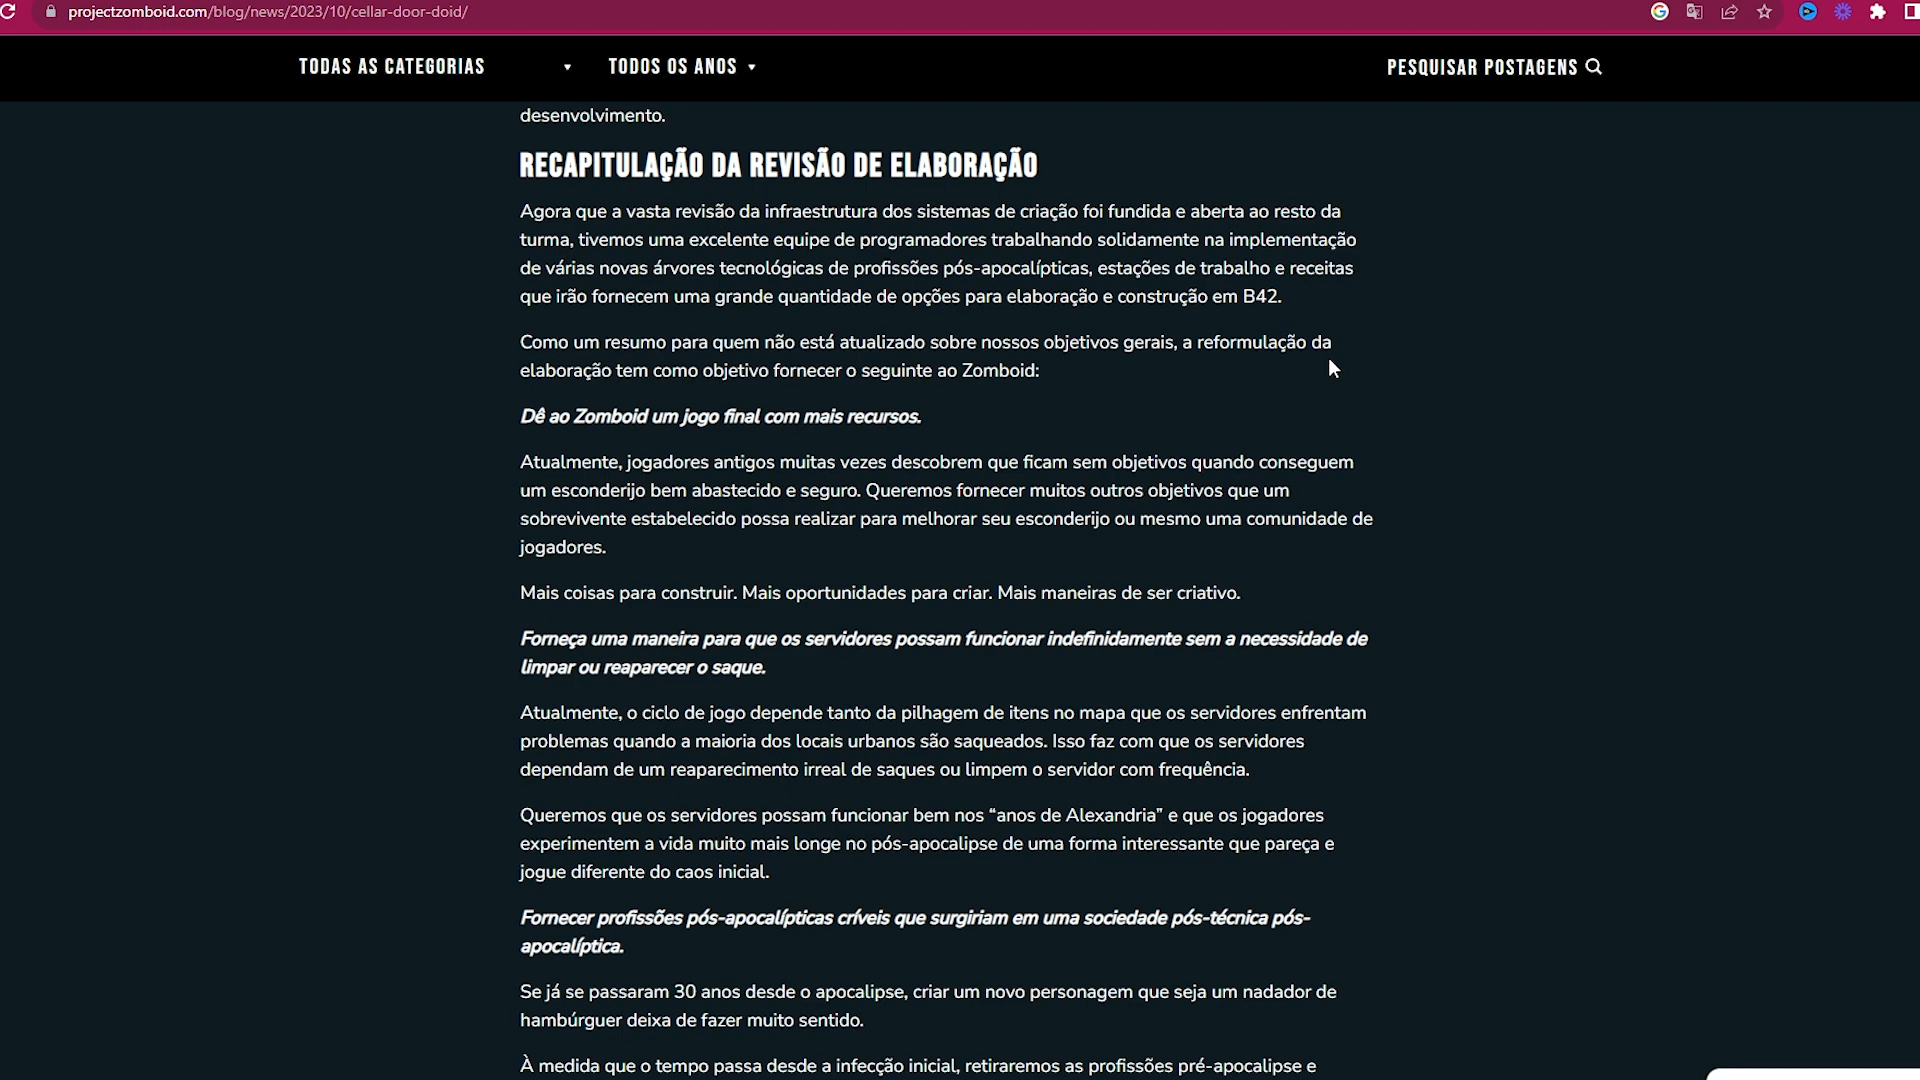 projectzomboid.com/blog/news/2023/10/cellar-door-doid/
TODAS AS CATEGORIAS
TODOS OS ANOS
PESQUISAR POSTAGENS
desenvolvimento.
RECAPITULAÇÃO DA REVISÃO DE ELABORAÇÃO
Agora que a vasta revisão da infraestrutura dos sistemas de criação foi fundida e aberta ao resto da
turma, tivemos uma excelente equipe de programadores trabalhando solidamente na implementação
de várias novas árvores tecnológicas de profissões pós-apocalípticas, estações de trabalho e receitas
que irão fornecem uma grande quantidade de opções para elaboração e construção em B42.
Como um resumo para quem não está atualizado sobre nossos objetivos gerais, a reformulação da
elaboração tem como objetivo fornecer o seguinte ao Zomboid:
Dê ao Zomboid um jogo final com mais recursos.
Atualmente, jogadores antigos muitas vezes descobrem que ficam sem objetivos quando conseguem
um esconderijo bem abastecido e seguro. Queremos fornecer muitos outros objetivos que um
sobrevivente estabelecido possa realizar para melhorar seu esconderijo ou mesmo uma comunidade de
jogadores.
Mais coisas para construir. Mais oportunidades para criar. Mais maneiras de ser criativo.
Forneça uma maneira para que os servidores possam funcionar indefinidamente sem a necessidade de
limpar ou reaparecer o saque.
Atualmente, o ciclo de jogo depende tanto da pilhagem de itens no mapa que os servidores enfrentam
problemas quando a maioria dos locais urbanos são saqueados. Isso faz com que os servidores
dependam de um reaparecimento irreal de saques ou limpem o servidor com frequência.
Queremos que os servidores possam funcionar bem nos “anos de Alexandria” e que os jogadores
experimentem a vida muito mais longe no pós-apocalipse de uma forma interessante que pareça e
jogue diferente do caos inicial.
Fornecer profissões pós-apocalípticas críveis que surgiriam em uma sociedade pós-técnica pós-
apocalíptica.
Se já se passaram 30 anos desde o apocalipse, criar um novo personagem que seja um nadador de
hambúrguer deixa de fazer muito sentido.
À medida que o tempo passa desde a infecção inicial, retiraremos as profissões pré-apocalipse e